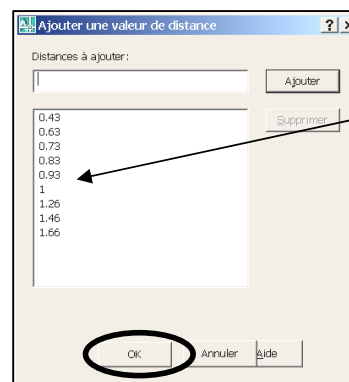 Ajouter une valeur de distance
Distances à ajouter:
Ajouter
Supprimer
0.43
0.63
0.73
0.83
0.93
1
1.26
1.46
1.66
OK
Annuler
Aide